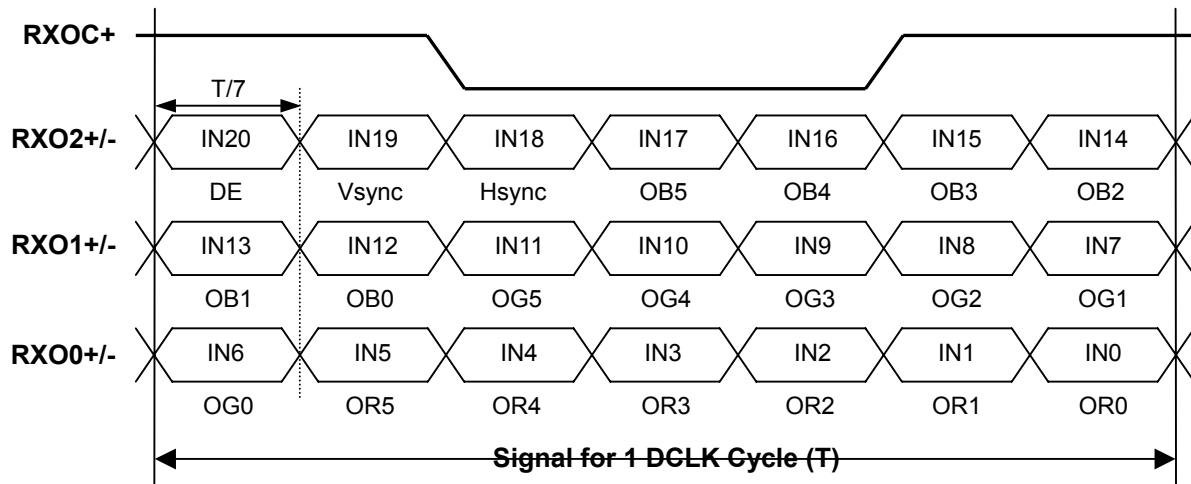 RXOC+
T/7
RXO2+/- IN20 IN19 IN18 IN17 IN16 IN15 IN14
DE Vsync Hsync OB5 OB4 OB3 OB2
RXO1+/- IN13 IN12 IN11 IN10 IN9 IN8 IN7
OB1 OB0 OG5 OG4 OG3 OG2 OG1
RXO0+/- IN6 IN5 IN4 IN3 IN2 IN1 IN0
OG0 OR5 OR4 OR3 OR2 OR1 OR0
Signal for 1 DCLK Cycle (T)